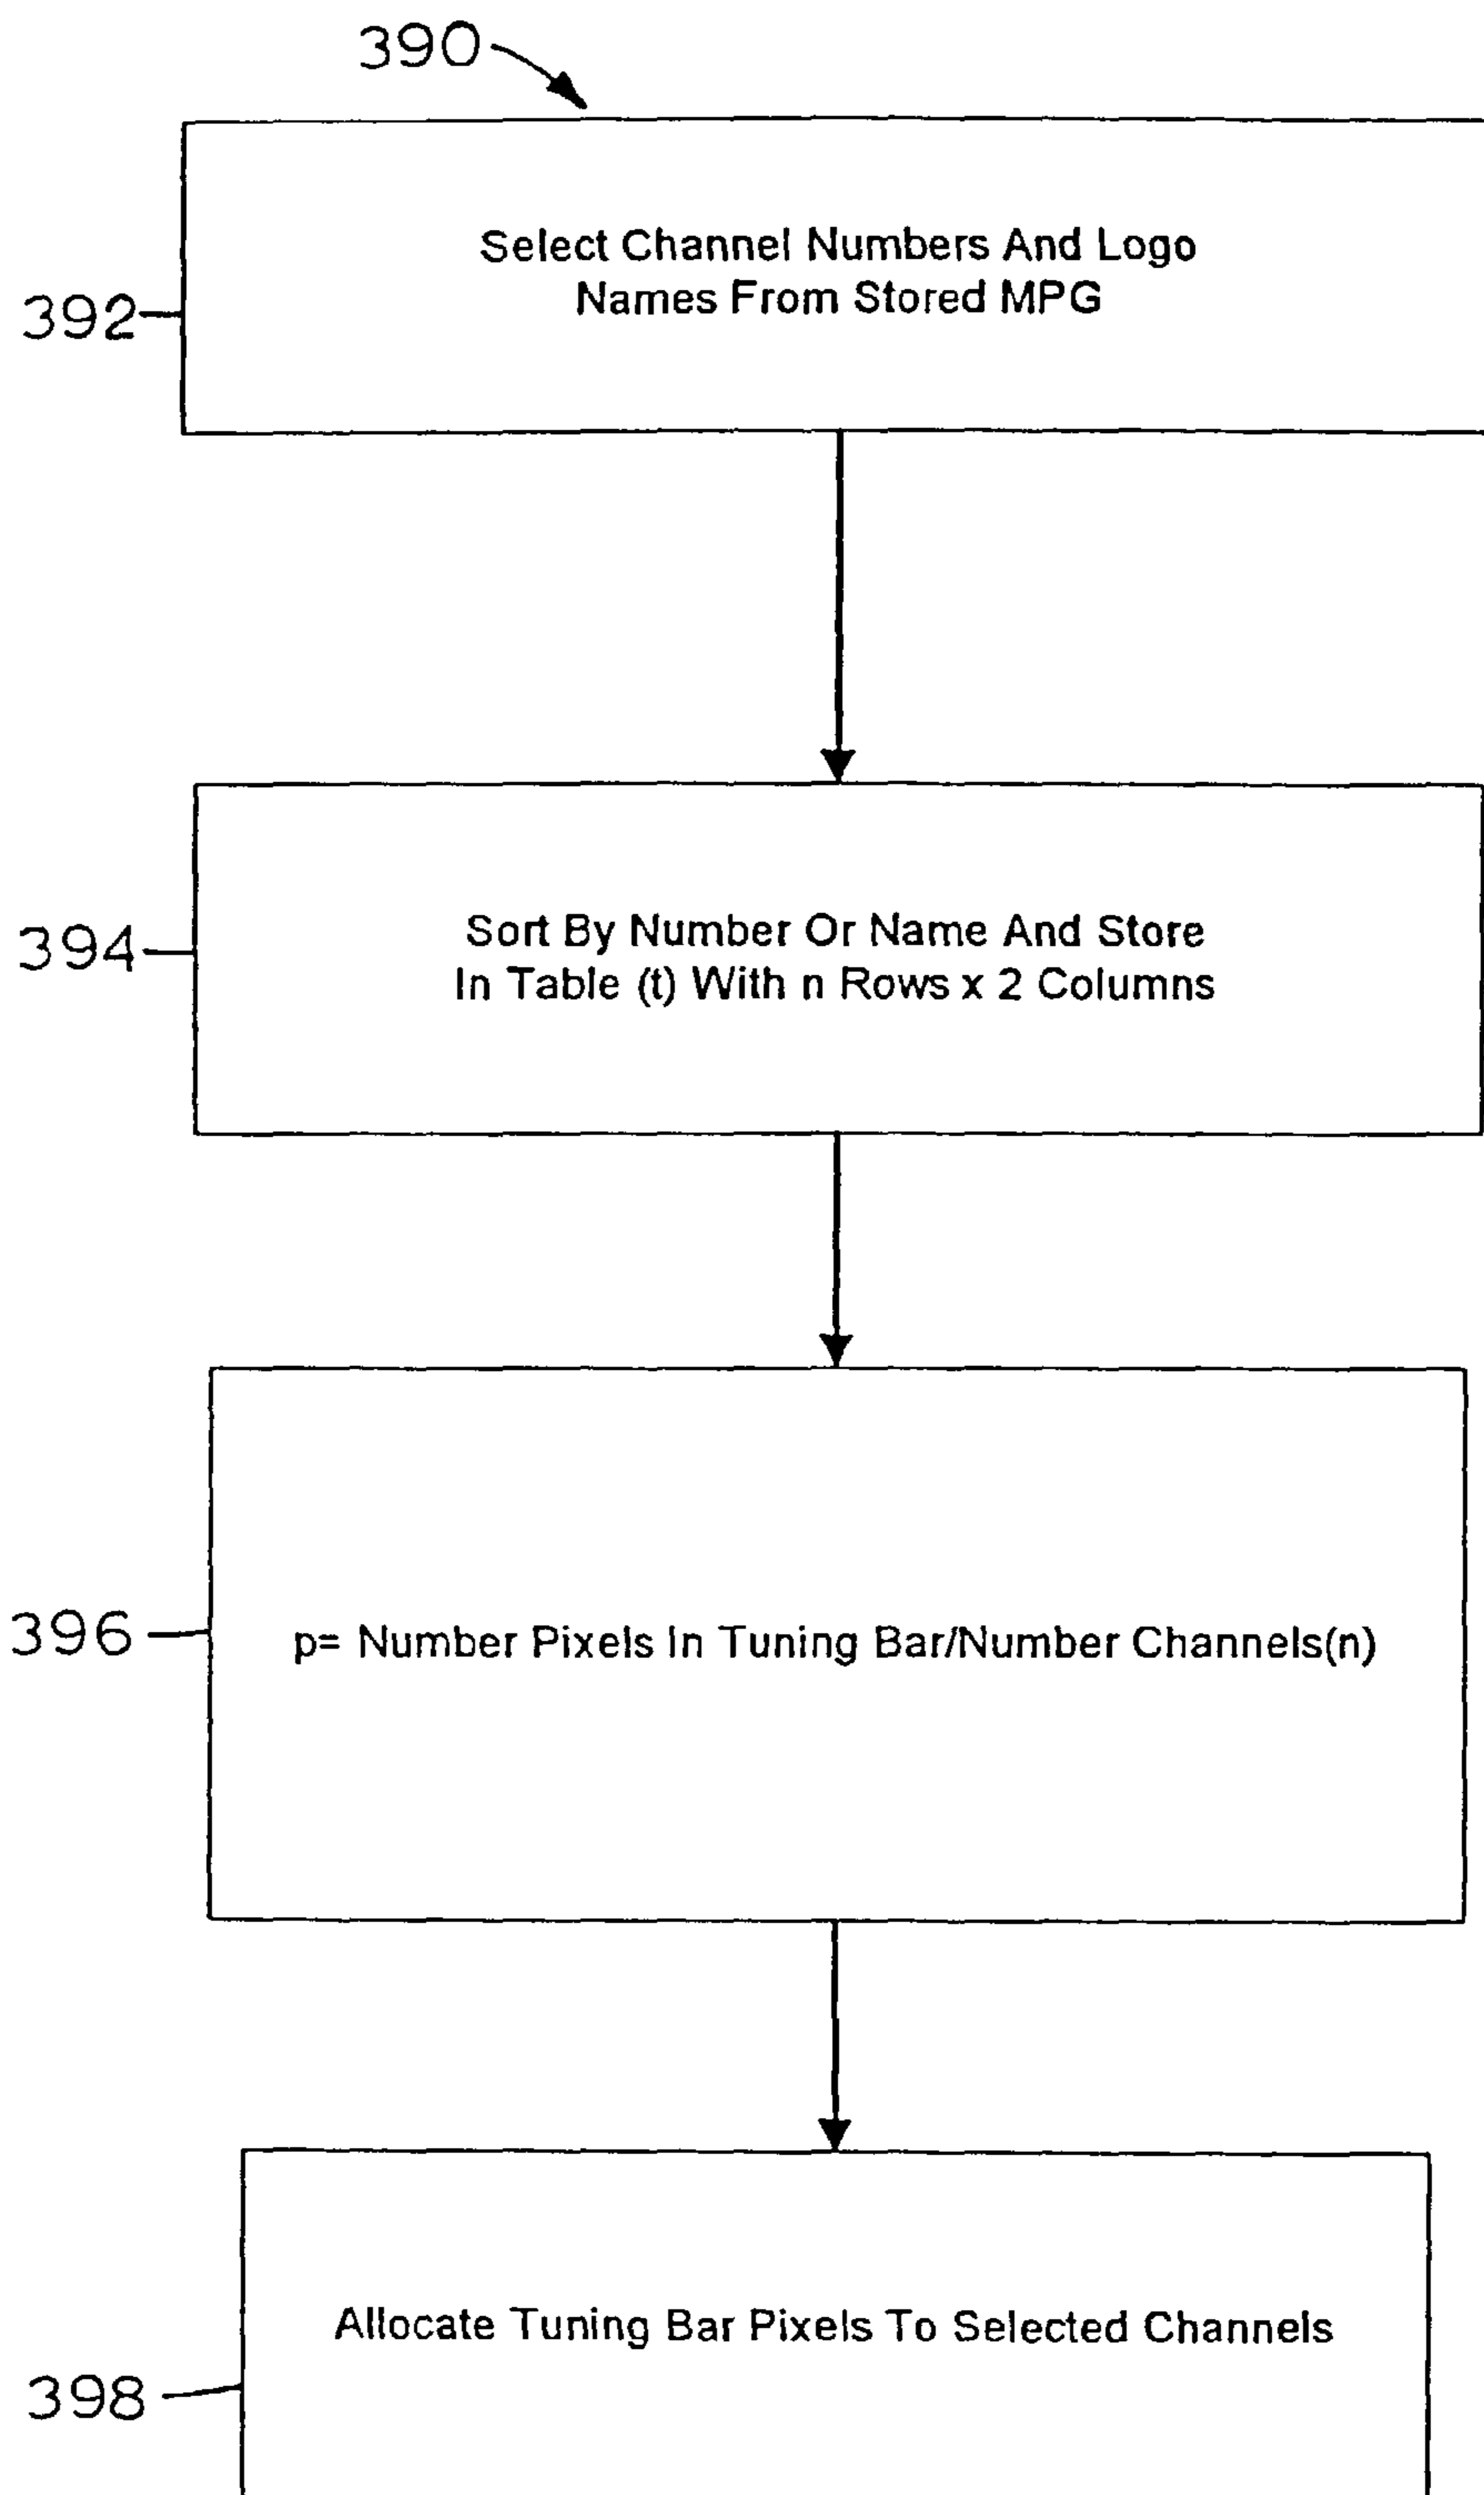 390
Select Channel Numbers And Logo
Names From Stored MPG
392
Sort By Number Or Name And Store
In Table (t) With n Rows x 2 Columns
394
p= Number Pixels In Tuning Bar/Number Channels(n)
396
Allocate Tuning Bar Pixels To Selected Channels
398